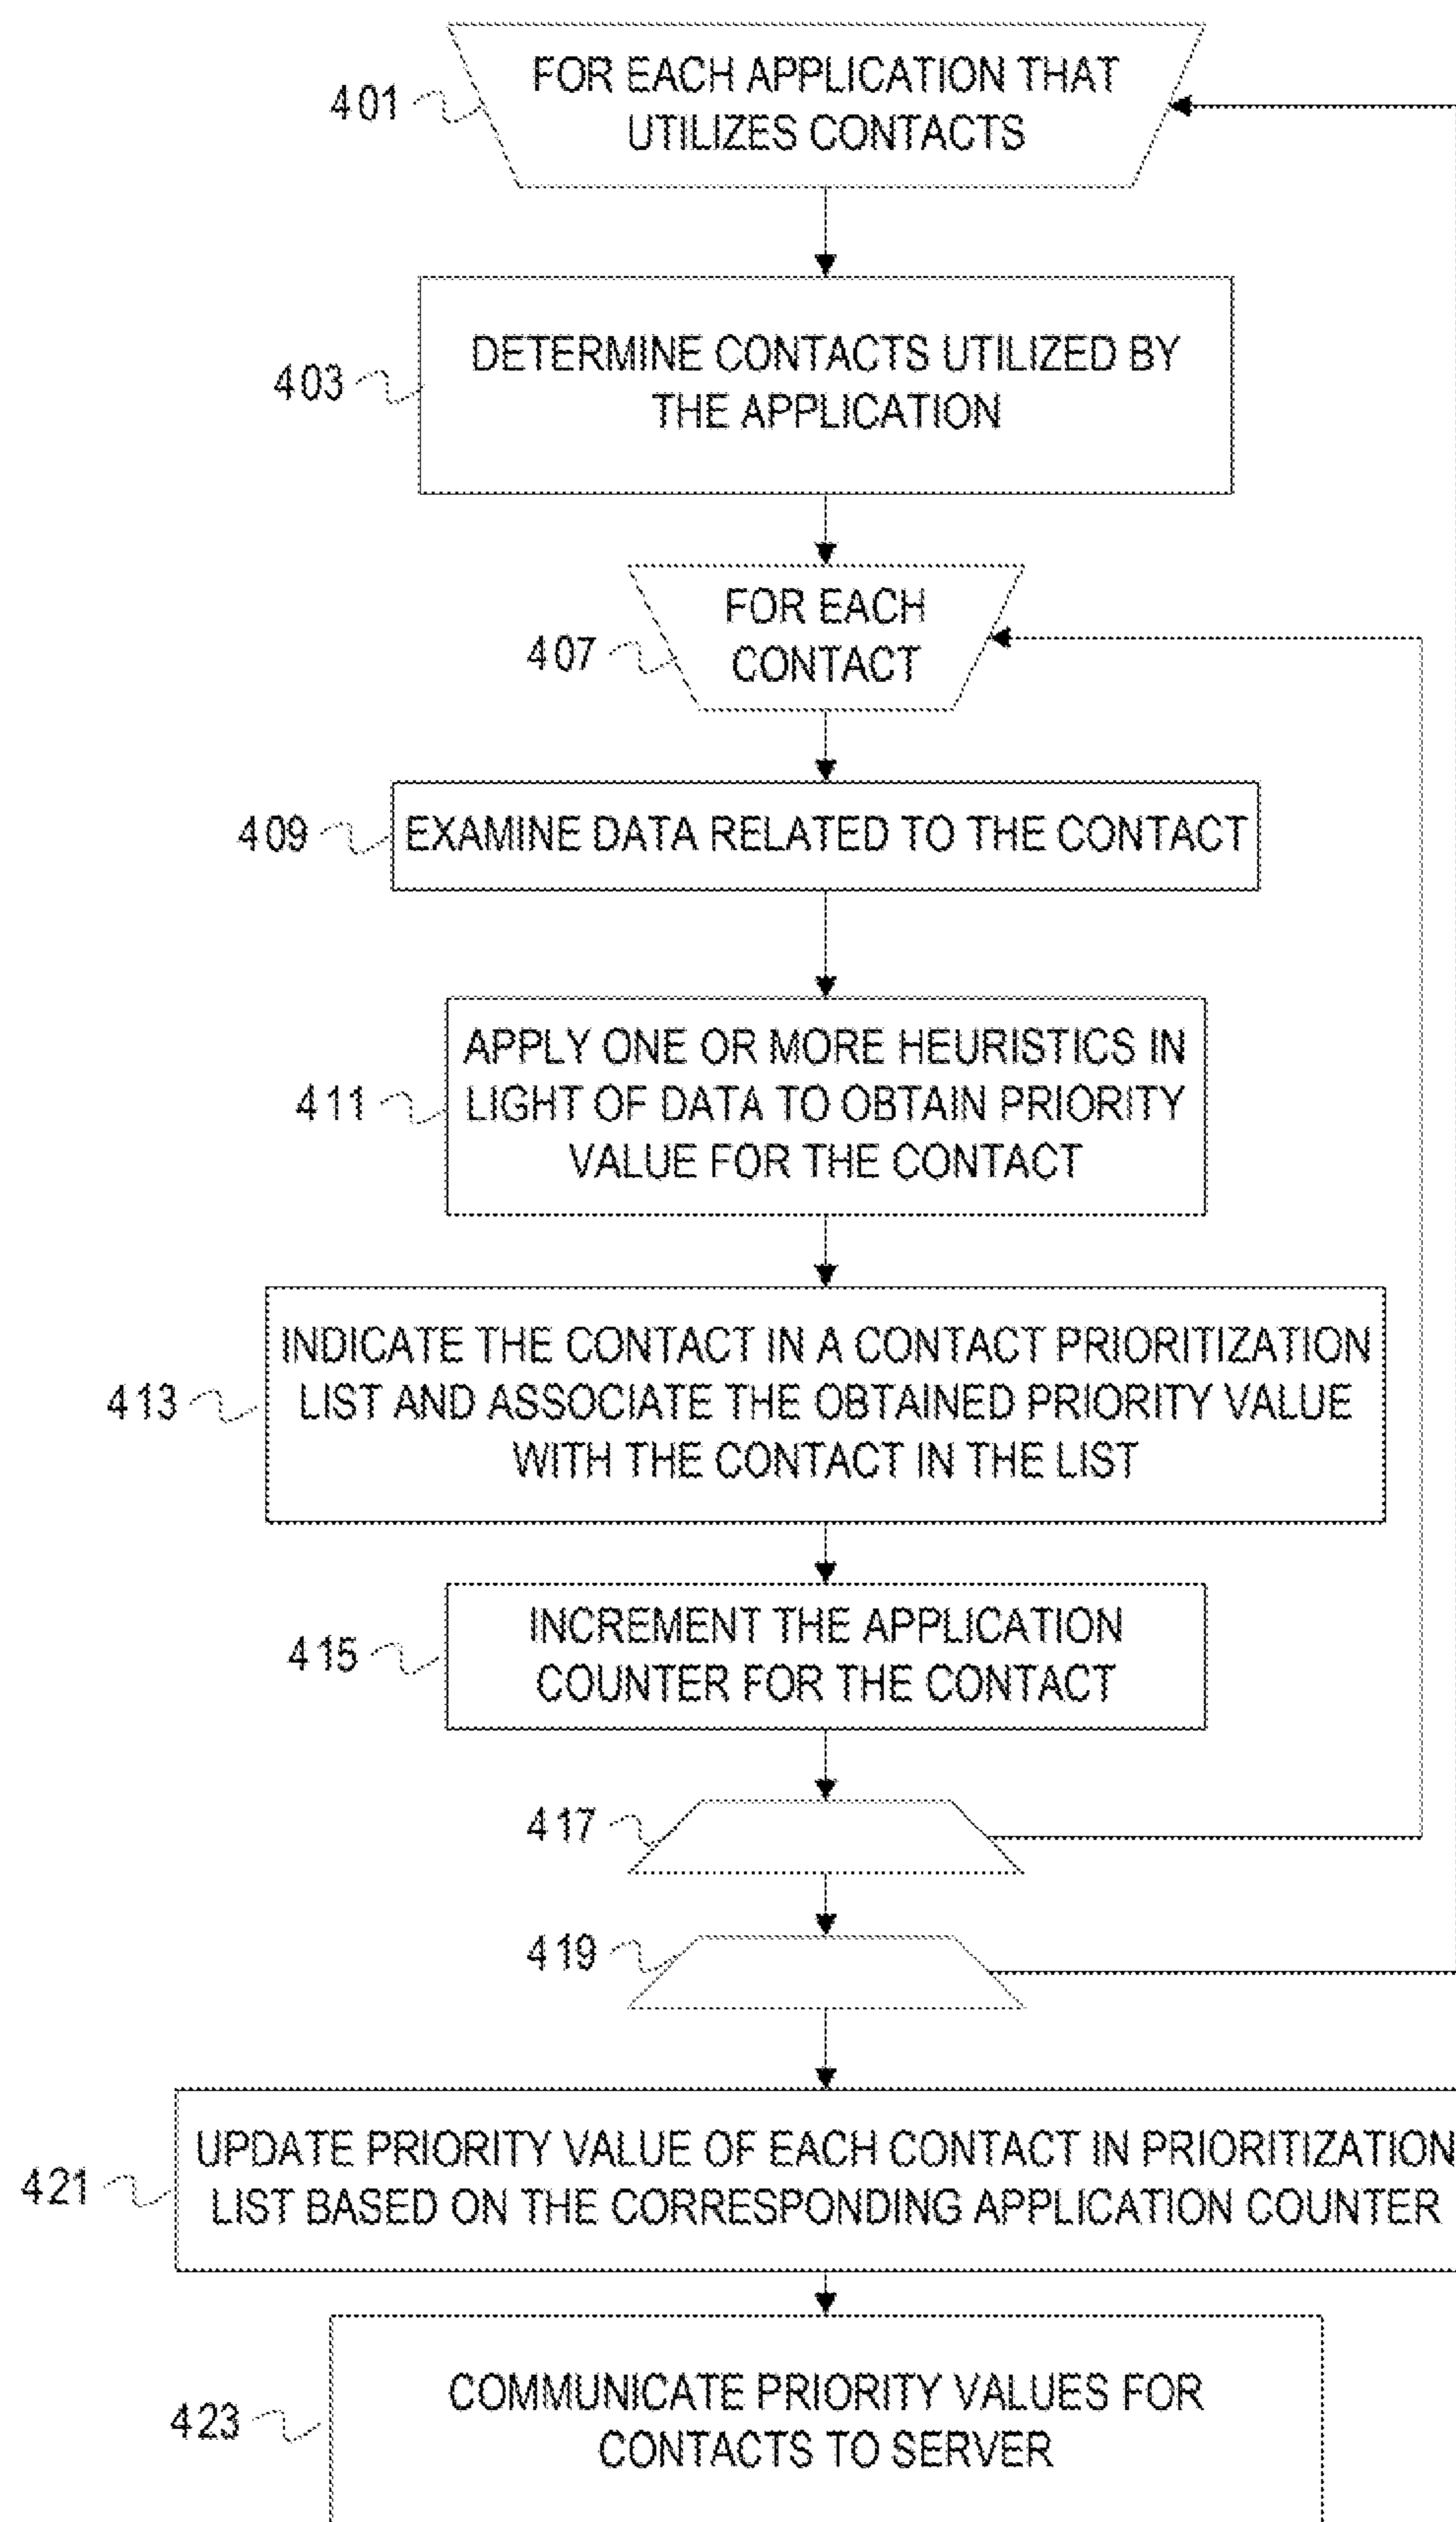 FOR EACH APPLICATION THAT
401
UTILIZES CONTACTS
DETERMINE CONTACTS UTILIZED BY
403
THE APPLICATION
FOR EACH
407
CONTACT
409
EXAMINE DATA RELATED TO THE CONTACT
APPLY ONE OR MORE HEURISTICS IN
411
LIGHT OF DATA TO OBTAIN PRIORITY
VALUE FOR THE CONTACT
INDICATE THE CONTACT IN A CONTACT PRIORITIZATION
413
LIST AND ASSOCIATE THE OBTAINED PRIORITY VALUE
WITH THE CONTACT IN THE LIST
INCREMENT THE APPLICATION
415
COUNTER FOR THE CONTACT
417
419
UPDATE PRIORITY VALUE OF EACH CONTACT IN PRIORITIZATION
421
LIST BASED ON THE CORRESPONDING APPLICATION COUNTER
COMMUNICATE PRIORITY VALUES FOR
423
CONTACTS TO SERVER